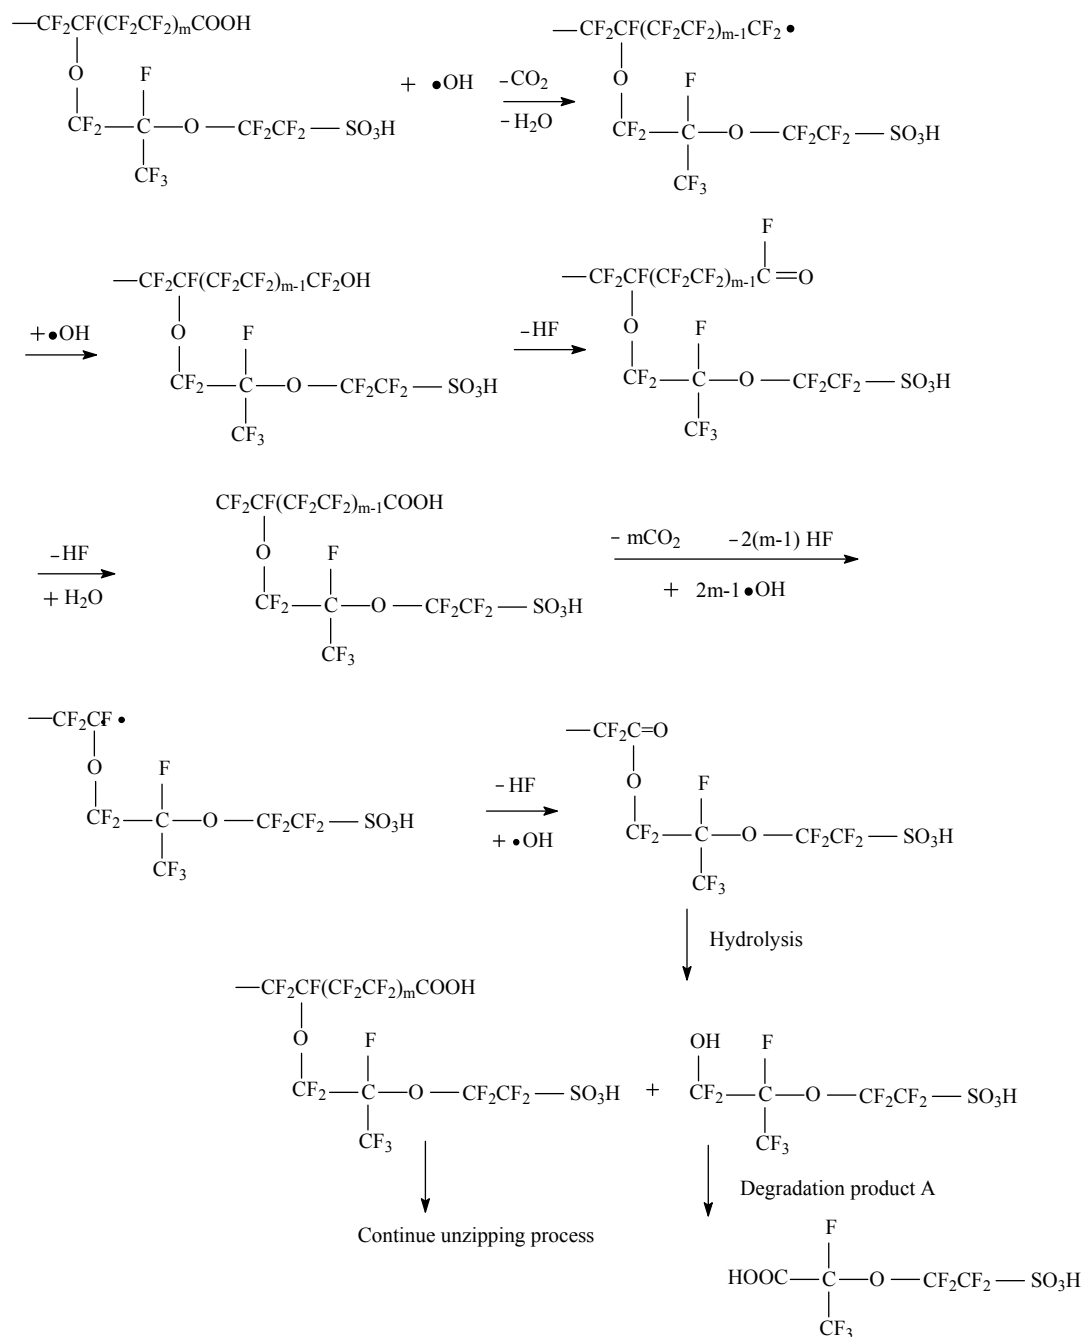 —CF₂CF(CF₂CF₂)ₘCOOH
—CF₂CF(CF₂CF₂)ₘ₋₁CF₂•
O F
+ •OH
–CO₂
–H₂O
O F
CF₂—C—O—CF₂CF₂—SO₃H
CF₂—C—O—CF₂CF₂—SO₃H
CF₃
CF₃
F
—CF₂CF(CF₂CF₂)ₘ₋₁CF₂OH
—CF₂CF(CF₂CF₂)ₘ₋₁C=O
+•OH
O F
–HF
O F
CF₂—C—O—CF₂CF₂—SO₃H
CF₂—C—O—CF₂CF₂—SO₃H
CF₃
CF₃
CF₂CF(CF₂CF₂)ₘ₋₁COOH
–HF
+ H₂O
O F
– mCO₂ –2(m-1) HF
+ 2m-1•OH
CF₂—C—O—CF₂CF₂—SO₃H
CF₃
—CF₂CF•
—CF₂C=O
O F
–HF
+ •OH
O F
CF₂—C—O—CF₂CF₂—SO₃H
CF₂—C—O—CF₂CF₂—SO₃H
CF₃
CF₃
Hydrolysis
—CF₂CF(CF₂CF₂)ₘCOOH
O F
OH F
CF₂—C—O—CF₂CF₂—SO₃H
+
CF₂—C—O—CF₂CF₂—SO₃H
CF₃
CF₃
Degradation product A
Continue unzipping process
F
HOOC—C—O—CF₂CF₂—SO₃H
CF₃